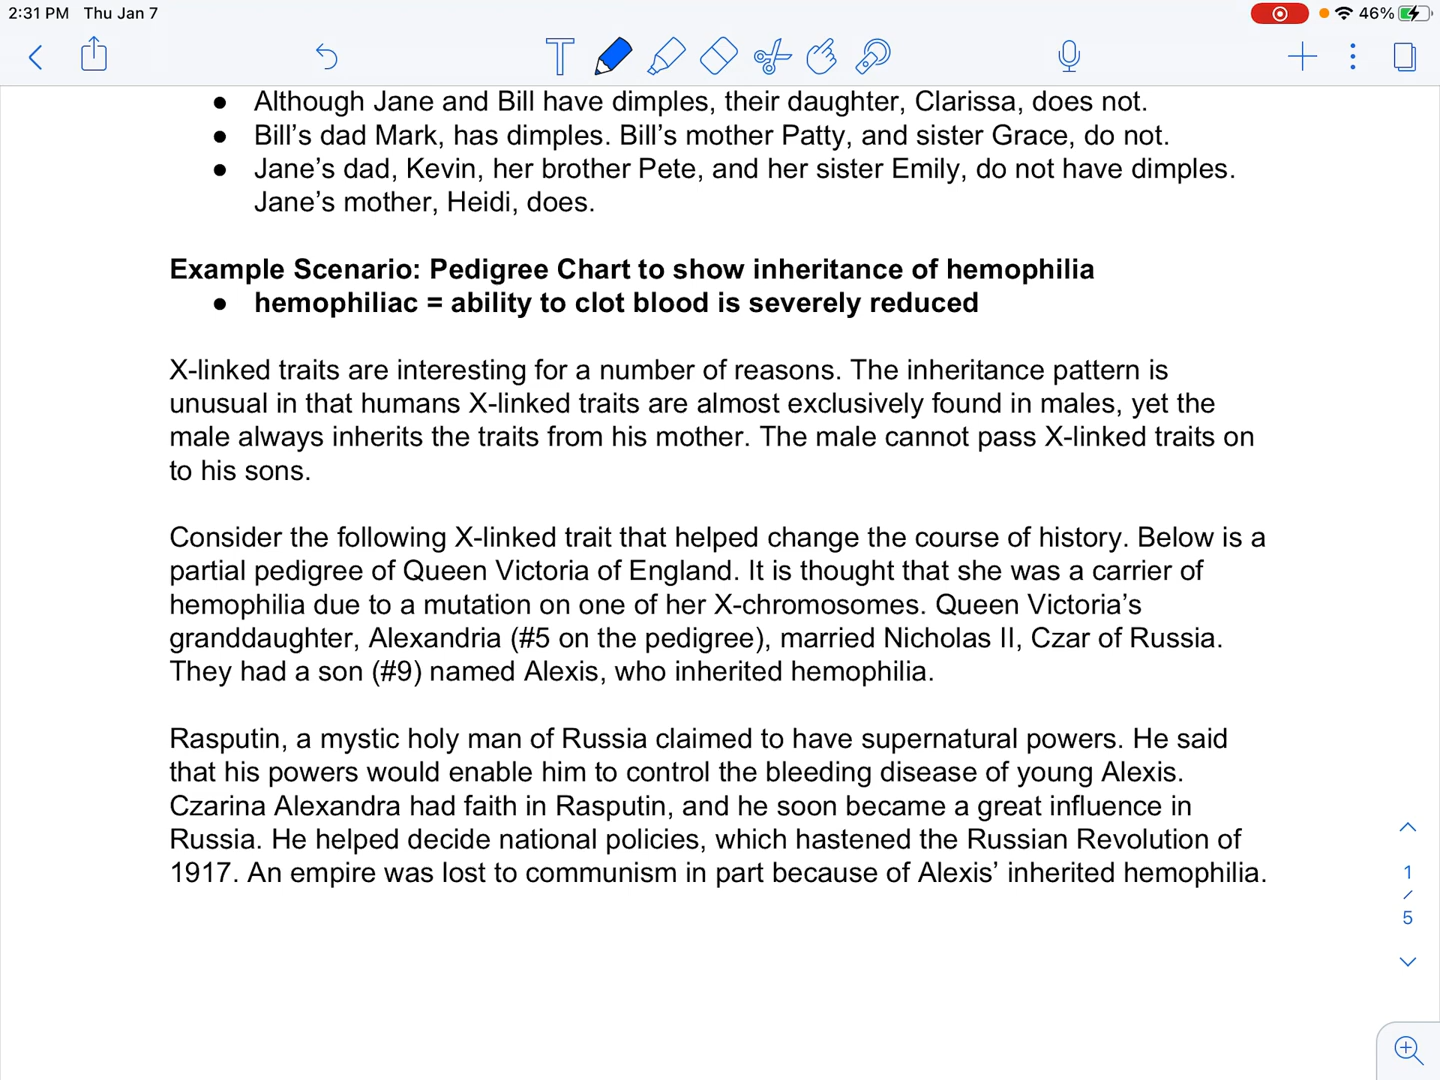 2:31 PM Thu Jan 7 46%
T
● Although Jane and Bill have dimples, their daughter, Clarissa, does not.
● Bill’s dad Mark, has dimples. Bill’s mother Patty, and sister Grace, do not.
● Jane’s dad, Kevin, her brother Pete, and her sister Emily, do not have dimples.
Jane’s mother, Heidi, does.
Example Scenario: Pedigree Chart to show inheritance of hemophilia
● hemophiliac = ability to clot blood is severely reduced
X-linked traits are interesting for a number of reasons. The inheritance pattern is
unusual in that humans X-linked traits are almost exclusively found in males, yet the
male always inherits the traits from his mother. The male cannot pass X-linked traits on
to his sons.
Consider the following X-linked trait that helped change the course of history. Below is a
partial pedigree of Queen Victoria of England. It is thought that she was a carrier of
hemophilia due to a mutation on one of her X-chromosomes. Queen Victoria’s
granddaughter, Alexandria (#5 on the pedigree), married Nicholas II, Czar of Russia.
They had a son (#9) named Alexis, who inherited hemophilia.
Rasputin, a mystic holy man of Russia claimed to have supernatural powers. He said
that his powers would enable him to control the bleeding disease of young Alexis.
Czarina Alexandra had faith in Rasputin, and he soon became a great influence in
Russia. He helped decide national policies, which hastened the Russian Revolution of
1917. An empire was lost to communism in part because of Alexis’ inherited hemophilia.
1
/
5